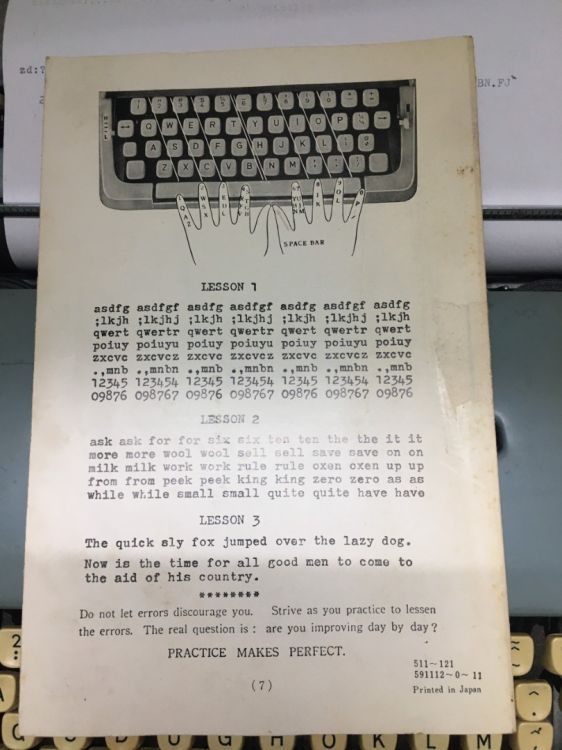 zd:?
BN.FJ
Q W E R T Y U I O P
A S D F G H J K L
Z X C V B N M
SPACE BAR
LESSON 1
asdfg asdfgf asdfg asdfgf asdfg asdfgf asdfg
;lkjh ;lkjhj ;lkjh ;lkjhj ;lkjh ;lkjhj ;lkjh
qwert qwertr qwert qwertr qwert qwertr qwert
poiuy poiuyu poiuy poiuyu poiuy poiuyu poiuy
zxcvc zxcvcz zxcvc zxcvcz zxcvc zxcvcz zxcvc
.,mnb .,mnbn .,mnb .,mnbn .,mnb .,mnbn .,mnb
12345 123454 12345 123454 12345 123454 12345
09876 098767 09876 098767 09876 098767 09876
LESSON 2
ask ask for for six six ten ten the the it it
more more wool wool sell sell save save on on
milk milk work work rule rule oxen oxen up up
from from peek peek king king zero zero as as
while while small small quite quite have have
LESSON 3
The quick sly fox jumped over the lazy dog.
Now is the time for all good men to come to
the aid of his country.
********
Do not let errors discourage you. Strive as you practice to lessen
the errors. The real question is : are you improving day by day ?
PRACTICE MAKES PERFECT.
511~121
591112~0~11
Printed in Japan
(7)